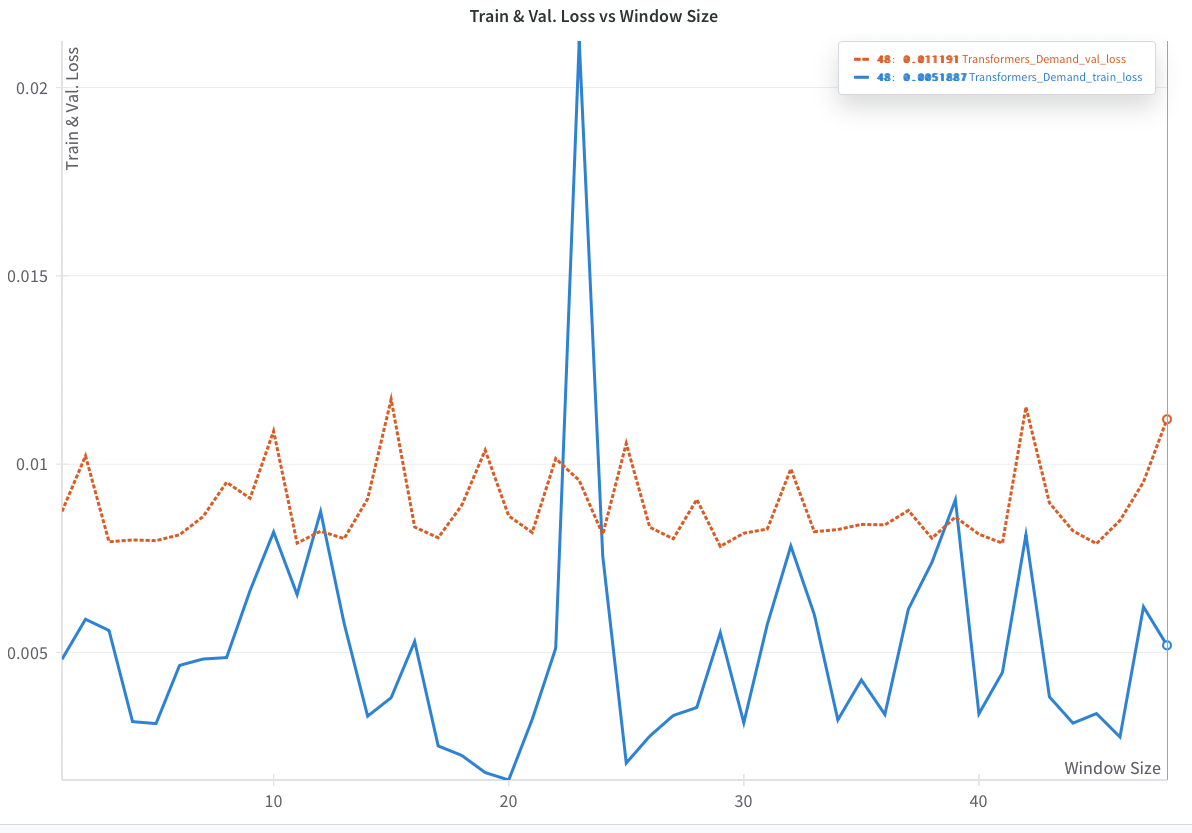 Train & Val. Loss vs Window Size
48: 0.011191 Transformers_Demand_val_loss
48: 0.0051887 Transformers_Demand_train_loss
Train & Val. Loss
0.02
0.015
0.01
0.005
Window Size
10
20
30
40